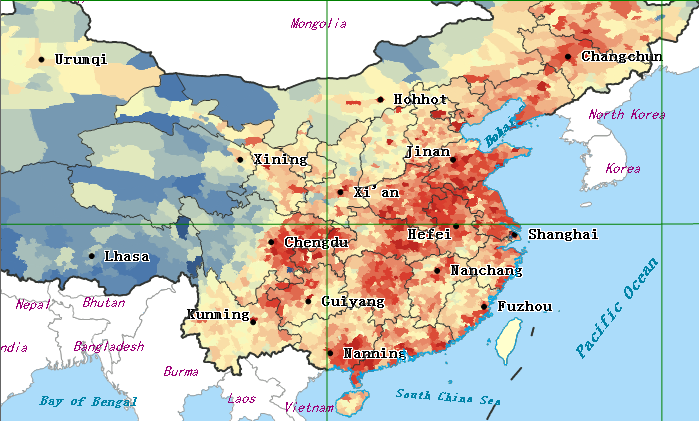 Mongolia
Urumqi
Changchun
Hohhot
North Korea
Bohai
Jinan
Xining
Korea
Xi'an
Hefei
Shanghai
Chengdu
Lhasa
Nanchang
Pacific Ocean
Nepal
Bhutan
Guiyang
Fuzhou
Kunming
ndia
Bangladesh
Nanning
Burma
Bay of Bengal
Laos
Vietnam
South China Sea